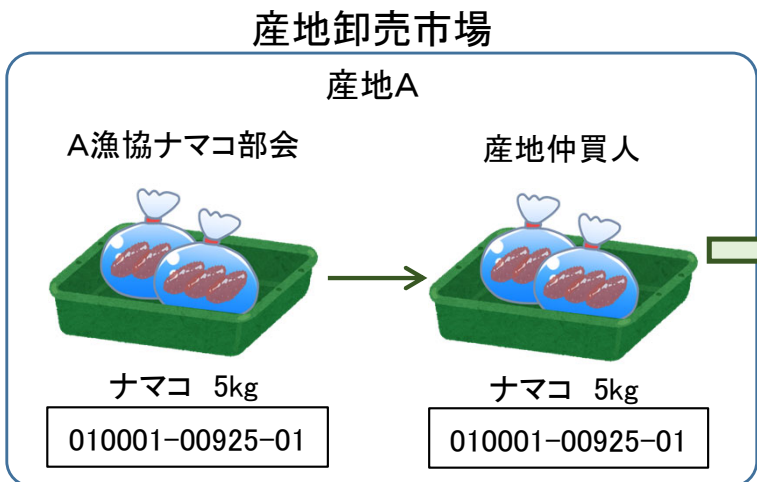 産地卸売市場
産地A
A漁協ナマコ部会
産地仲買人
ナマコ 5kg
ナマコ 5kg
010001-00925-01
010001-00925-01